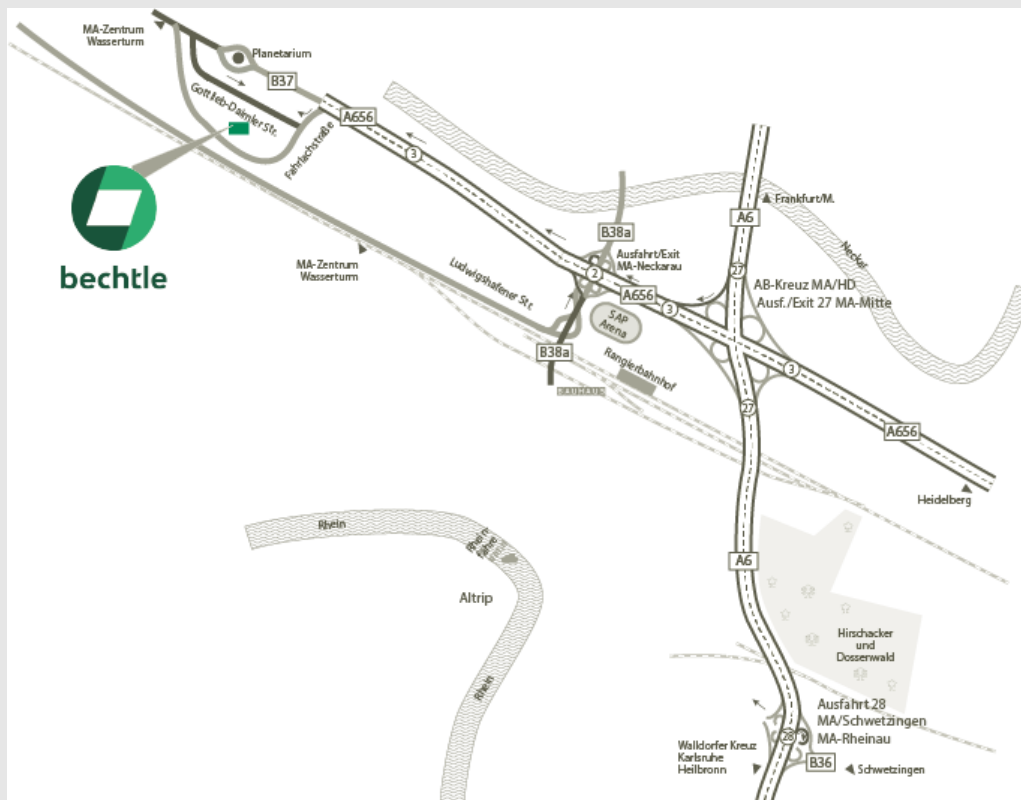 MA-Zentrum
Wasserturm
Planetarium
B37
Gottlieb-Daimler Str.
A656
3
Fahrlachstraße
bechtle
MA-Zentrum
Wasserturm
Ludwigshafener Str.
B38a
Ausfahrt/Exit
MA-Neckarau
2
A656
3
SAP
Arena
B38a
Ranglerbahnhof
BAUHAUS
A6
Frankfurt/M.
Neckar
27
AB-Kreuz MA/HD
Ausf./Exit 27 MA-Mitte
3
27
A656
Heidelberg
Rhein
Rhein-
fähre
Altrip
Rhein
A6
Hirschacker
und
Dossenwald
Ausfahrt 28
MA/Schwetzingen
MA-Rheinau
28
B36
Walldorfer Kreuz
Karlsruhe
Heilbronn
Schwetzingen